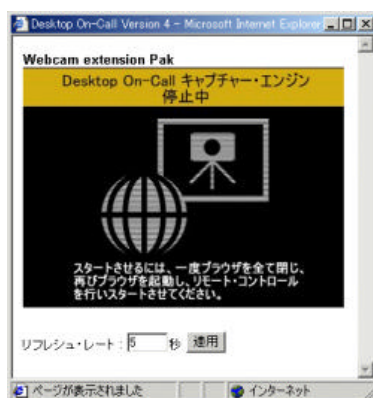 Desktop On-Call Version 4 - Microsoft Internet Explorer
Webcam extension Pak
Desktop On-Call キャプチャー・エンジン
停止中
スタートさせるには、一度ブラウザを全て閉じ、
再びブラウザを起動し、リモート・コントロール
を行いスタートさせてください。
リフレシュ・レート : 5 秒 適用
ページが表示されました インターネット